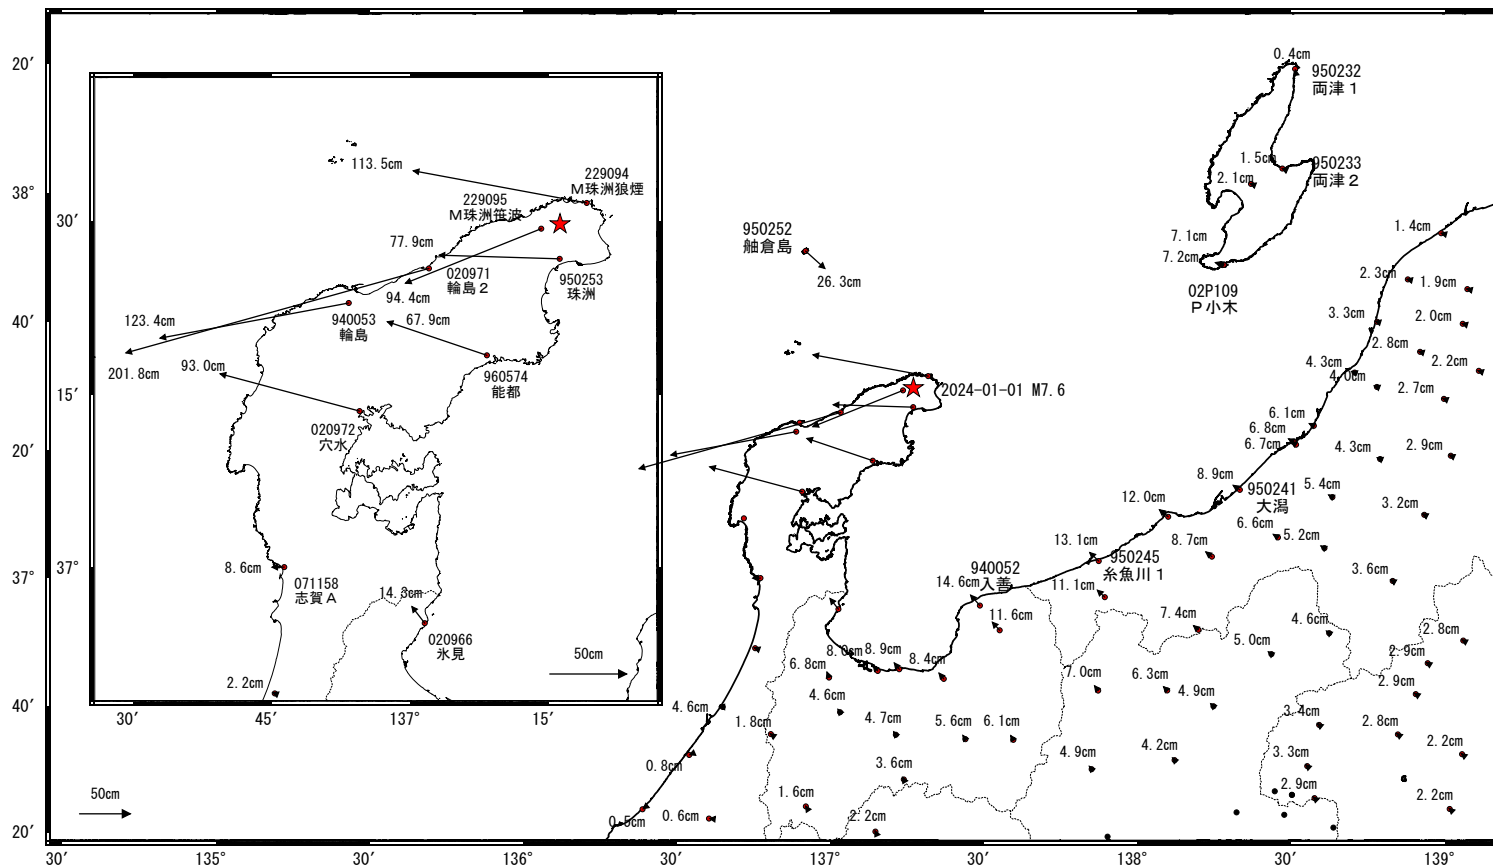 20′
38°
40′
20′
37°
40′
20′
30′
135°
30′
136°
30′
137°
30′
138°
30′
139°
30′
15′
30′
45′
137°
15′
113.5cm
229094
M珠洲狼煙
229095
M珠洲笹波
77.9cm
020971
輪島２
94.4cm
950253
珠洲
123.4cm
940053
輪島
67.9cm
201.8cm
93.0cm
960574
能都
020972
穴水
8.6cm
071158
志賀Ａ
14.3cm
020966
氷見
2.2cm
50cm
50cm
0.4cm
950232
両津１
1.5cm
950233
両津２
2.1cm
7.1cm
7.2cm
02P109
Ｐ小木
950252
舳倉島
26.3cm
2024-01-01 M7.6
1.4cm
2.3cm
1.9cm
3.3cm
2.0cm
2.8cm
4.3cm
2.2cm
4.0cm
2.7cm
6.1cm
6.8cm
6.7cm
4.3cm
2.9cm
8.9cm
950241
大潟
5.4cm
12.0cm
3.2cm
6.6cm
5.2cm
13.1cm
8.7cm
950245
糸魚川１
940052
入善
14.6cm
11.1cm
3.6cm
11.6cm
7.4cm
4.6cm
5.0cm
2.8cm
2.9cm
8.0cm
8.9cm
8.4cm
6.8cm
7.0cm
6.3cm
2.9cm
4.6cm
4.9cm
4.6cm
1.8cm
4.7cm
5.6cm
6.1cm
3.4cm
2.8cm
4.9cm
4.2cm
3.3cm
2.2cm
0.8cm
3.6cm
2.9cm
1.6cm
2.2cm
0.5cm
0.6cm
2.2cm